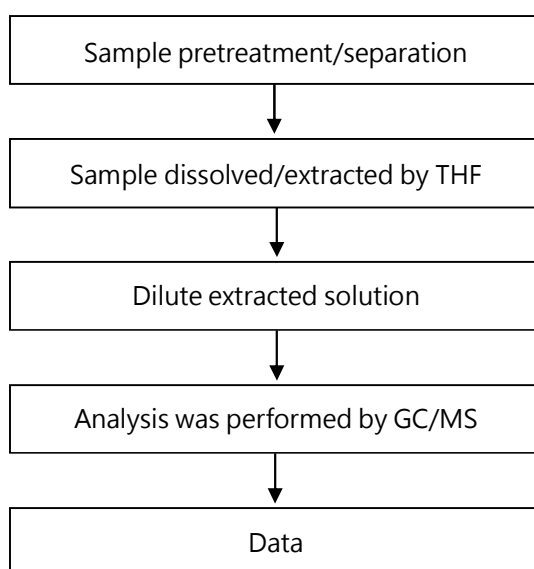 Sample pretreatment/separation
Sample dissolved/extracted by THF
Dilute extracted solution
Analysis was performed by GC/MS
Data